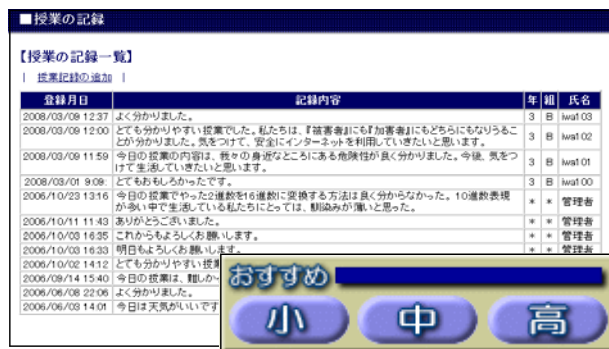 ■授業の記録
【授業の記録一覧】
| 授業記録の追加 |
登録月日 記録内容 年 組 氏名
2008/03/09 12:37 よく分かりました。 3 B iwa103
2008/03/09 12:00 とても分かりやすい授業でした。私たちは、『被害者』にも『加害者』にもどちらにもなりうるこ
とが分かりました。気をつけて、安全にインターネットを利用していきたいと思います。 3 B iwa102
2008/03/09 11:59 今日の授業の内容は、我々の身近なところにある危険性が良く分かりました。今後、気をつ
けて生活していきたいと思います。 3 B iwa101
2008/03/01 9:09: とてもおもしろかったです。 3 B iwa100
2006/10/23 13:16 今日の授業でやった2進数を16進数に変換する方法は良く分からなかった。10進数表現
が多い中で生活している私たちにとっては、馴染みが薄いと思った。 * * 管理者
2006/10/11 11:43 ありがとうございました。 * * 管理者
2006/10/03 16:35 これからもよろしくお願いします。 * * 管理者
2006/10/03 16:33 明日もよろしくお願いします。 * * 管理者
2006/10/02 14:12 とても分かりやすい授業
2006/09/14 15:40 今日の授業は、難しか
2006/06/08 22:06 よく分かりました。
2006/06/03 14:01 今日は天気がいいです
おすすめ
小 中 高